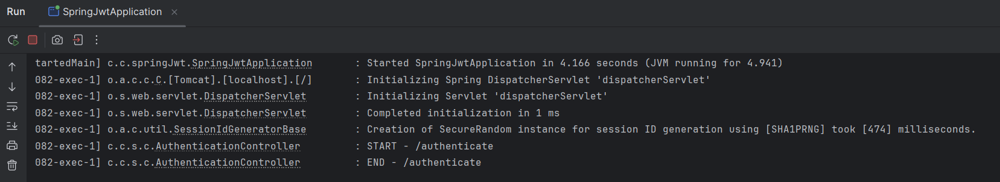 Run SpringJwtApplication
tartedMain] c.c.springJwt.SpringJwtApplication : Started SpringJwtApplication in 4.166 seconds (JVM running for 4.941)
082-exec-1] o.a.c.c.C.[Tomcat].[localhost].[/] : Initializing Spring DispatcherServlet 'dispatcherServlet'
082-exec-1] o.s.web.servlet.DispatcherServlet : Initializing Servlet 'dispatcherServlet'
082-exec-1] o.s.web.servlet.DispatcherServlet : Completed initialization in 1 ms
082-exec-1] o.a.c.util.SessionIdGeneratorBase : Creation of SecureRandom instance for session ID generation using [SHA1PRNG] took [474] milliseconds.
082-exec-1] c.c.s.c.AuthenticationController : START - /authenticate
082-exec-1] c.c.s.c.AuthenticationController : END - /authenticate